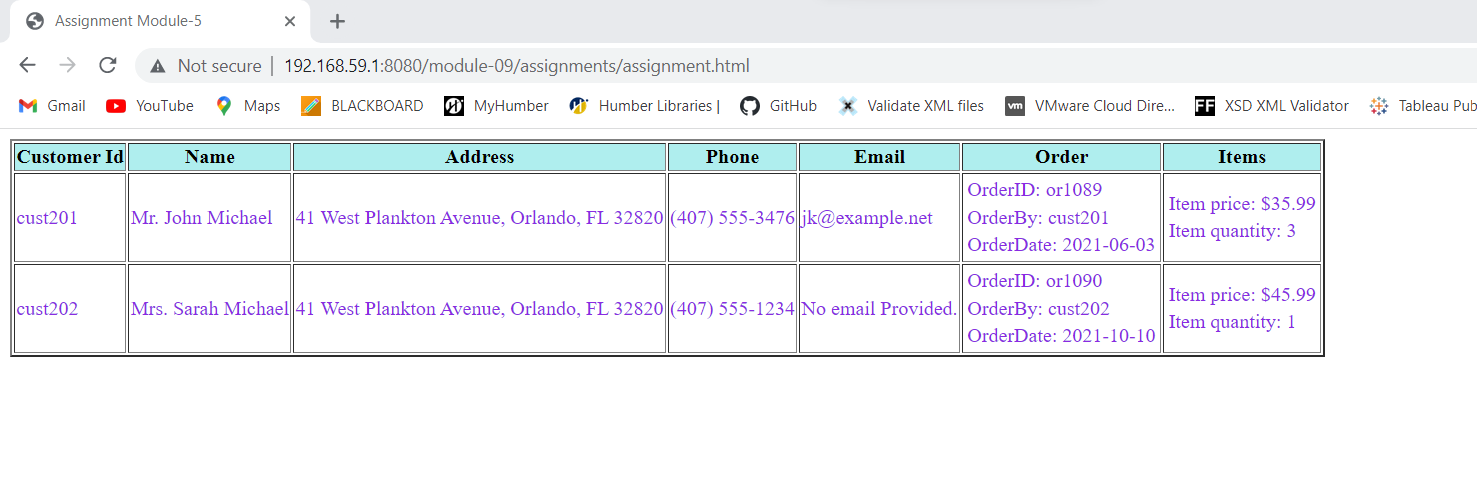 Assignment Module-5
Not secure | 192.168.59.1:8080/module-09/assignments/assignment.html
Gmail YouTube Maps BLACKBOARD MyHumber Humber Libraries | GitHub Validate XML files VMware Cloud Dire... XSD XML Validator Tableau Pub
Customer Id Name Address Phone Email Order Items
cust201 Mr. John Michael 41 West Plankton Avenue, Orlando, FL 32820 (407) 555-3476 jk@example.net
OrderID: or1089
OrderBy: cust201
OrderDate: 2021-06-03
Item price: $35.99
Item quantity: 3
cust202 Mrs. Sarah Michael 41 West Plankton Avenue, Orlando, FL 32820 (407) 555-1234 No email Provided.
OrderID: or1090
OrderBy: cust202
OrderDate: 2021-10-10
Item price: $45.99
Item quantity: 1